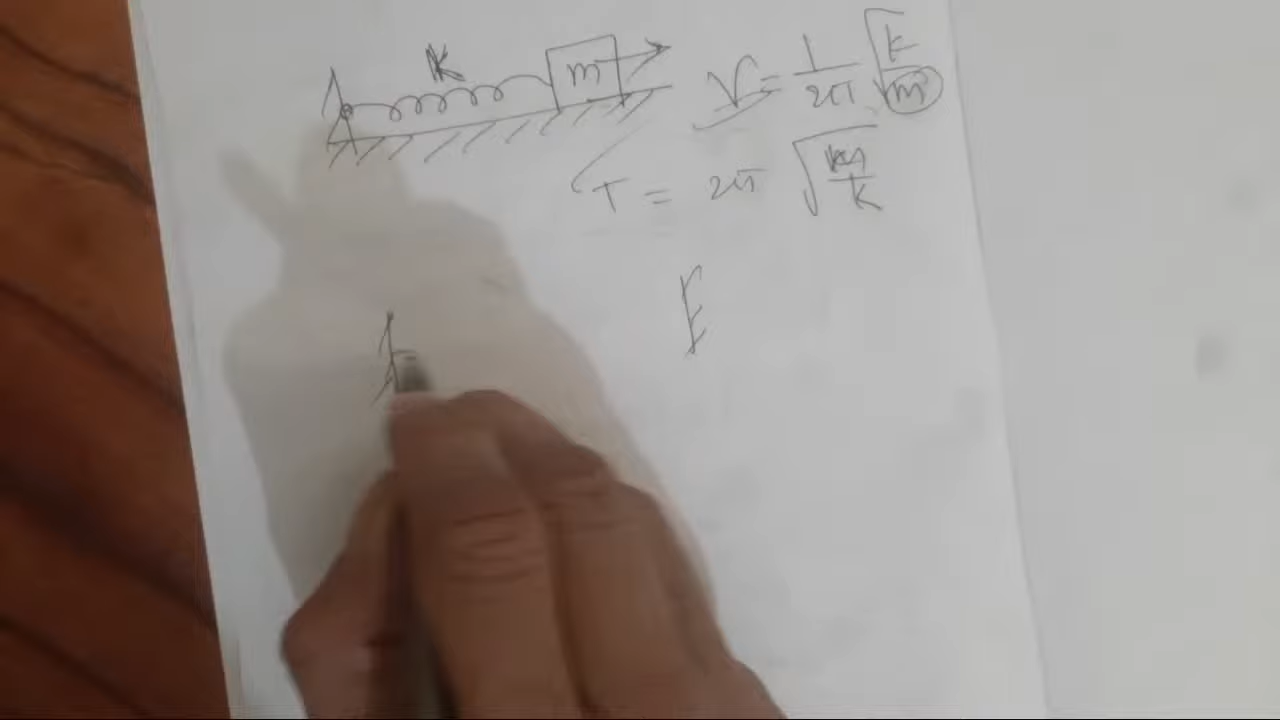 K
m
ν = 1/2π √(k/m)
T = 2π √(m/k)